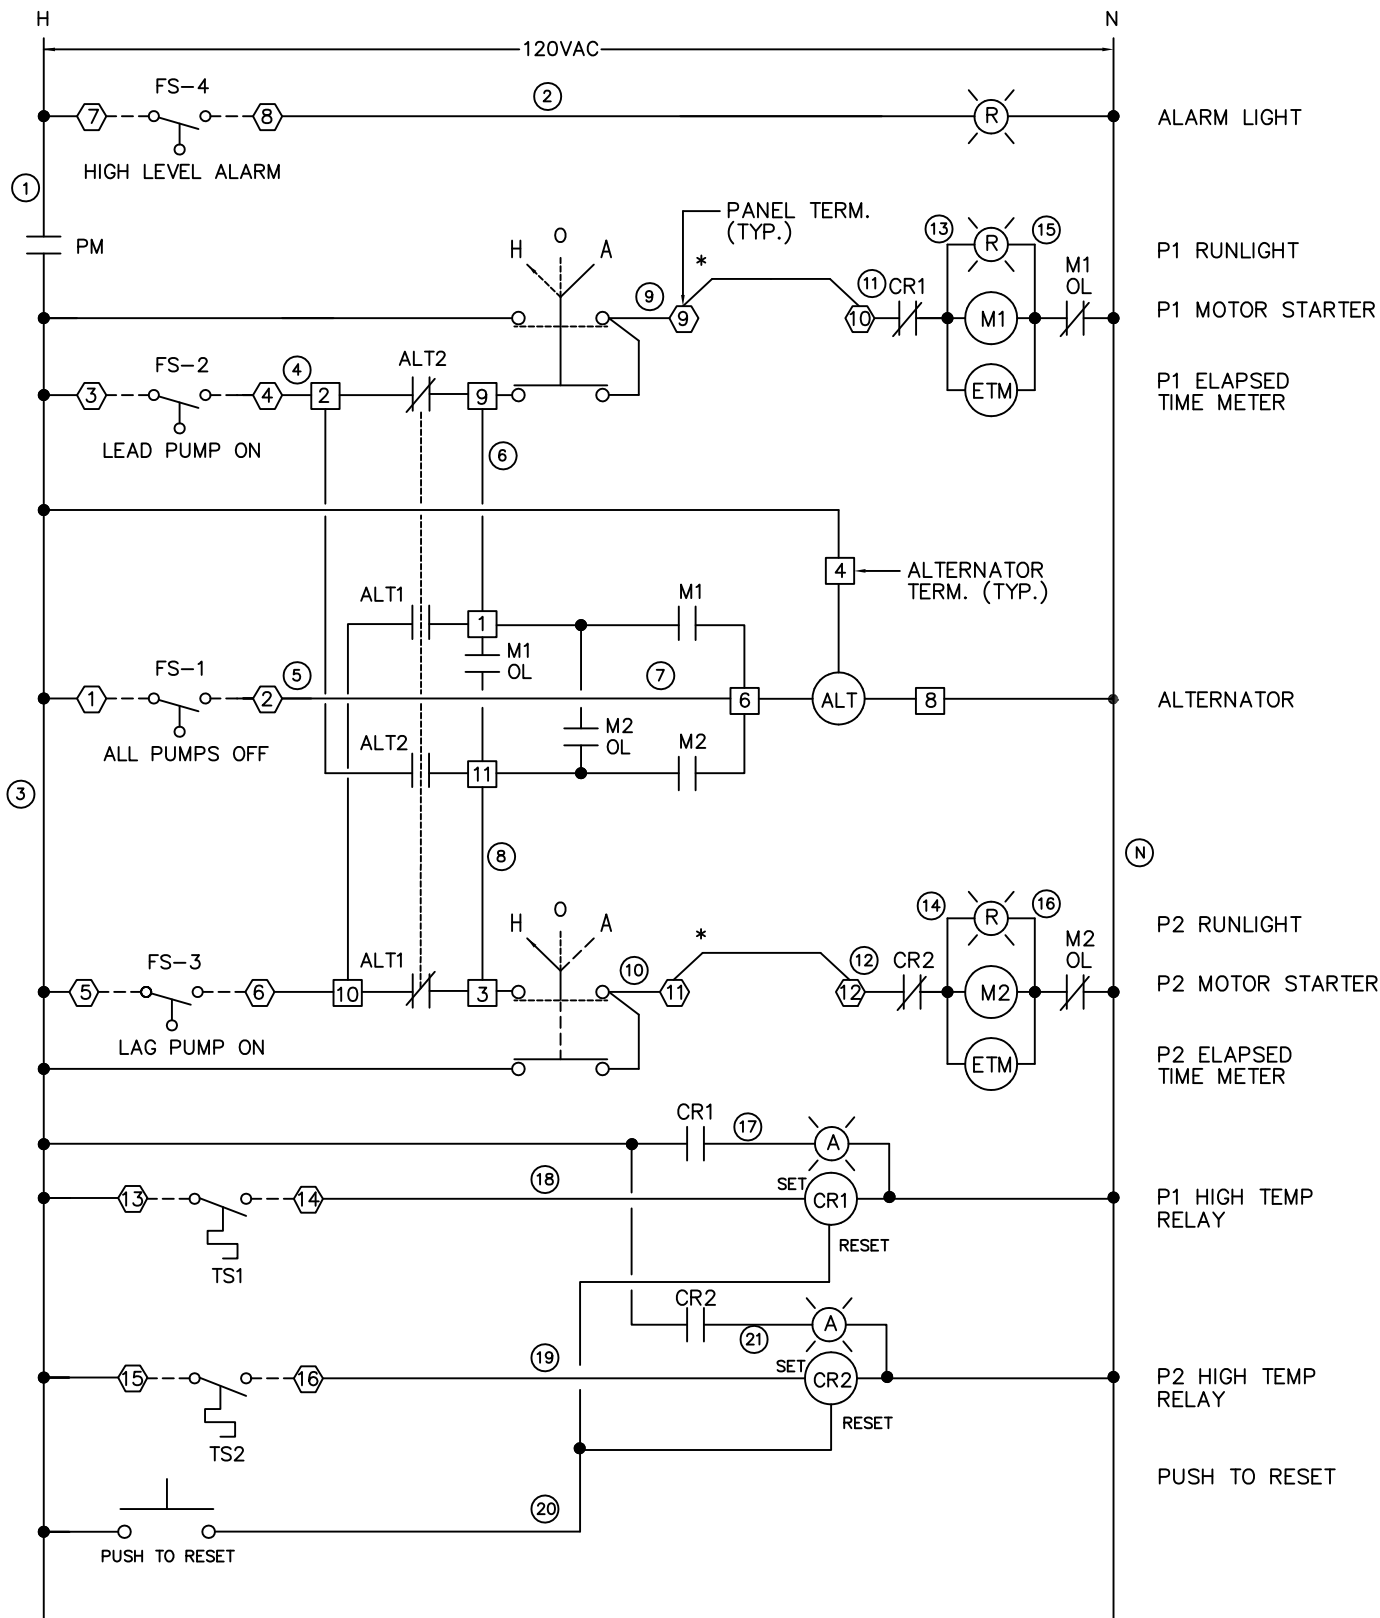 H N
120VAC
FS-4 2
7 8 R ALARM LIGHT
HIGH LEVEL ALARM
1
PM
PANEL TERM.
(TYP.)
H O A
*
13 R 15 P1 RUNLIGHT
9 9 10 11 CR1 M1 M1
OL
P1 MOTOR STARTER
FS-2 ALT2
3 4 4 2 9 ETM P1 ELAPSED
TIME METER
LEAD PUMP ON
6
4 ALTERNATOR
TERM. (TYP.)
ALT1 1 M1
M1
OL
FS-1 5 7
1 2 6 ALT 8 ALTERNATOR
ALL PUMPS OFF
M2
OL
ALT2 11 M2
3
8 N
H O A
*
14 R 16 P2 RUNLIGHT
FS-3 ALT1 10 12 CR2 M2
OL
5 6 10 3 11 12 M2 P2 MOTOR STARTER
LAG PUMP ON
ETM P2 ELAPSED
TIME METER
CR1 17 A
18 SET
13 14 CR1 P1 HIGH TEMP
RELAY
RESET
TS1
CR2 21 A
19 SET
15 16 CR2 P2 HIGH TEMP
RELAY
RESET
TS2
PUSH TO RESET
20
PUSH TO RESET